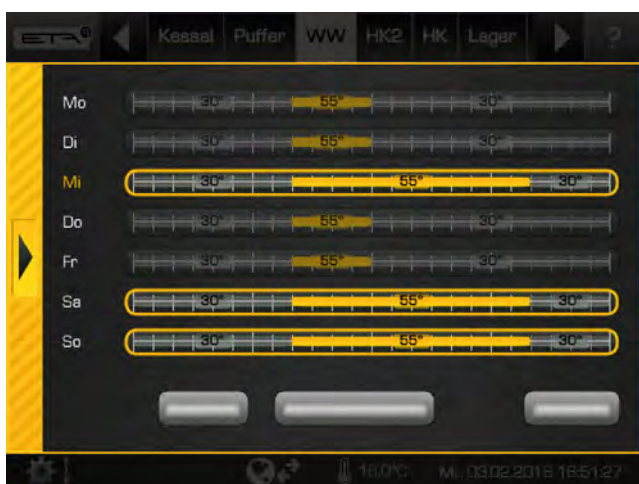 ETA Kessel Puffer WW HK2 HK Lager ?
Mo 30° 55° 30°
Di 30° 55° 30°
Mi 30° 55° 30°
Do 30° 55° 30°
Fr 30° 55° 30°
Sa 30° 55° 30°
So 30° 55° 30°
16,0°C Mi., 03.02.2016 16:51:27